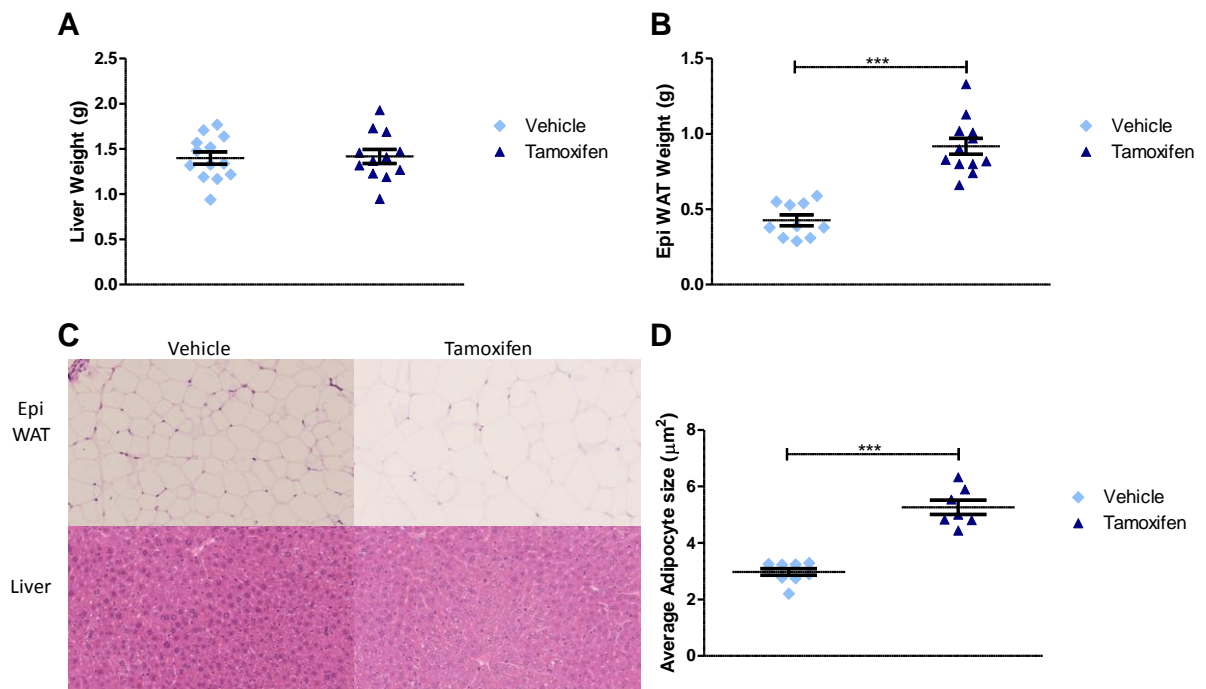 A
Liver Weight (g)
2.5
2.0
1.5
1.0
0.5
0.0
Vehicle
Tamoxifen
B
Epi WAT Weight (g)
1.5
1.0
0.5
0.0
***
Vehicle
Tamoxifen
C
Vehicle
Tamoxifen
Epi
WAT
Liver
D
Average Adipocyte size (μm²)
8
6
4
2
0
***
Vehicle
Tamoxifen